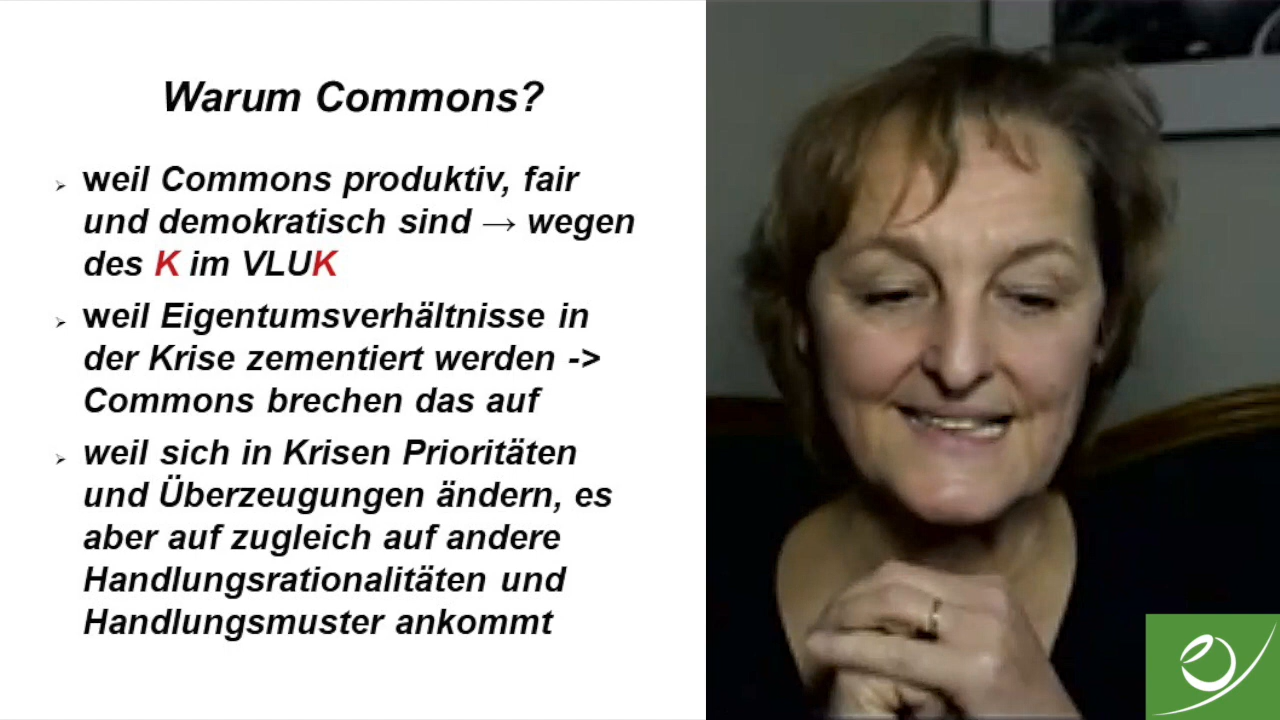 Warum Commons?
➢ weil Commons produktiv, fair
und demokratisch sind → wegen
des K im VLUK
➢ weil Eigentumsverhältnisse in
der Krise zementiert werden ->
Commons brechen das auf
➢ weil sich in Krisen Prioritäten
und Überzeugungen ändern, es
aber auf zugleich auf andere
Handlungsrationalitäten und
Handlungsmuster ankommt